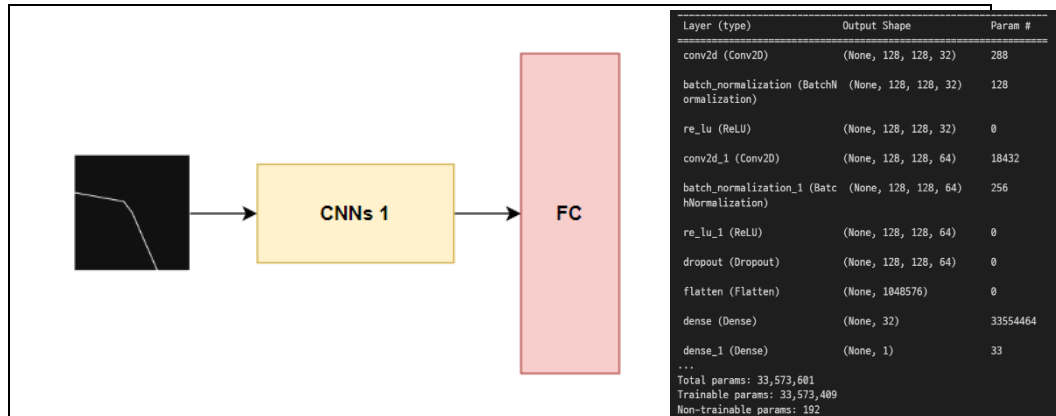 CNNs 1
FC
Layer (type) Output Shape Param #
conv2d (Conv2D) (None, 128, 128, 32) 288
batch_normalization (BatchN (None, 128, 128, 32) 128
ormalization)
re_lu (ReLU) (None, 128, 128, 32) 0
conv2d_1 (Conv2D) (None, 128, 128, 64) 18432
batch_normalization_1 (Batc (None, 128, 128, 64) 256
hNormalization)
re_lu_1 (ReLU) (None, 128, 128, 64) 0
dropout (Dropout) (None, 128, 128, 64) 0
flatten (Flatten) (None, 1048576) 0
dense (Dense) (None, 32) 33554464
dense_1 (Dense) (None, 1) 33
...
Total params: 33,573,601
Trainable params: 33,573,409
Non-trainable params: 192